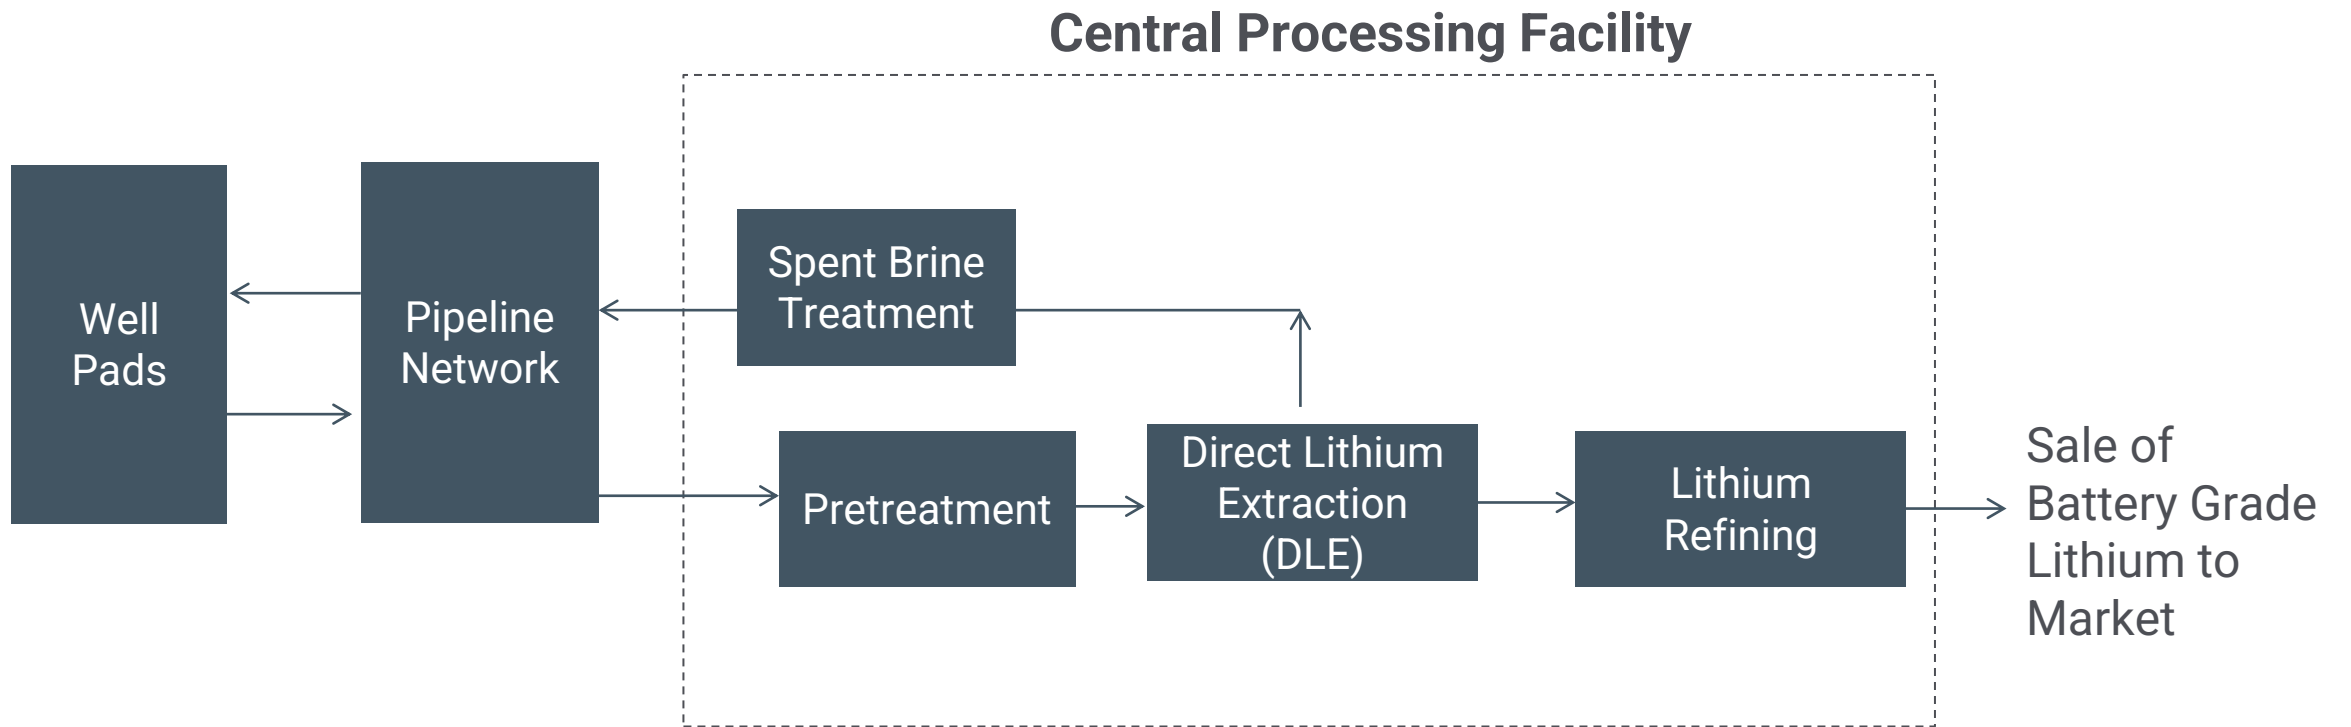 Central Processing Facility
Well
Pads
Pipeline
Network
Spent Brine
Treatment
Pretreatment
Direct Lithium
Extraction
(DLE)
Lithium
Refining
Sale of
Battery Grade
Lithium to
Market